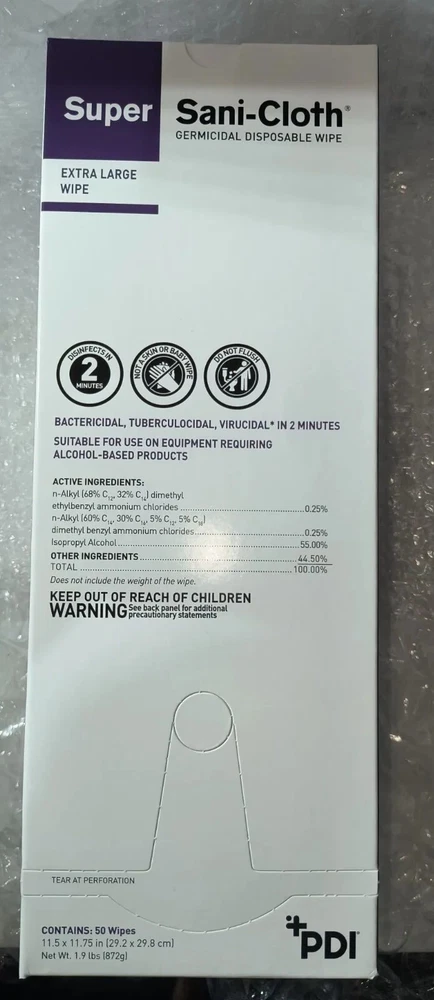 Super Sani-Cloth®
GERMICIDAL DISPOSABLE WIPE
EXTRA LARGE
WIPE
DISINFECTS IN
2
MINUTES
NOT A SKIN OR BABY WIPE
DO NOT FLUSH
BACTERICIDAL, TUBERCULOCIDAL, VIRUCIDAL* IN 2 MINUTES
SUITABLE FOR USE ON EQUIPMENT REQUIRING
ALCOHOL-BASED PRODUCTS
ACTIVE INGREDIENTS:
n-Alkyl (68% C12, 32% C14) dimethyl
ethylbenzyl ammonium chlorides ........ 0.25%
n-Alkyl (60% C14, 30% C16, 5% C12, 5% C18)
dimethyl benzyl ammonium chlorides ........ 0.25%
Isopropyl Alcohol ........ 55.00%
OTHER INGREDIENTS ........ 44.50%
TOTAL ........ 100.00%
Does not include the weight of the wipe.
KEEP OUT OF REACH OF CHILDREN
WARNING See back panel for additional
precautionary statements
TEAR AT PERFORATION
CONTAINS: 50 Wipes
11.5 x 11.75 in (29.2 x 29.8 cm)
Net Wt. 1.9 lbs (872g)
PDI